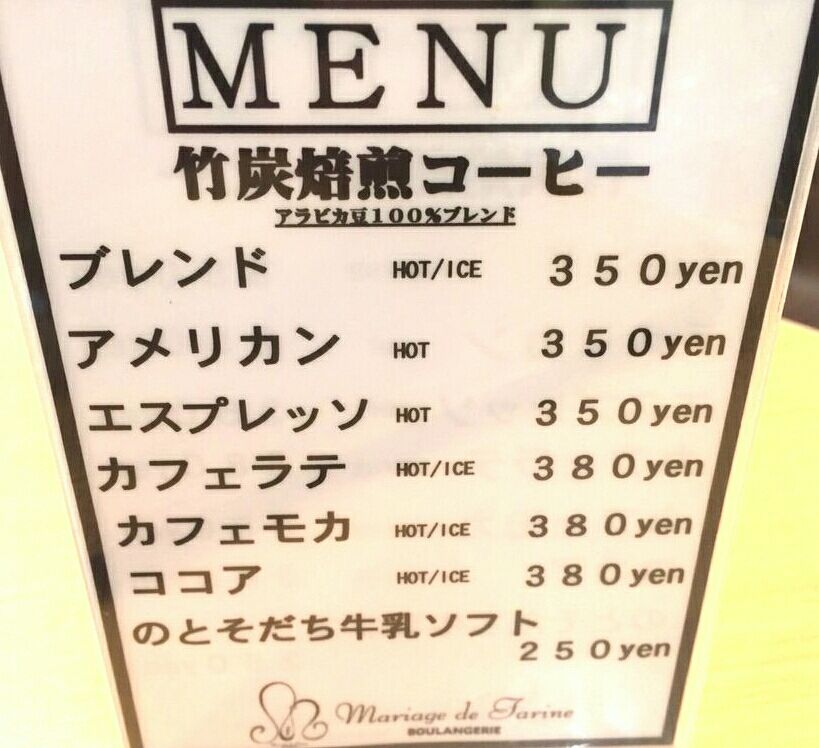 MENU
竹炭焙煎コーヒー
アラビカ豆100%ブレンド
ブレンド HOT/ICE 350yen
アメリカン HOT 350yen
エスプレッソ HOT 350yen
カフェラテ HOT/ICE 380yen
カフェモカ HOT/ICE 380yen
ココア HOT/ICE 380yen
のとそだち牛乳ソフト
250yen
Mariage de Farine
BOULANGERIE